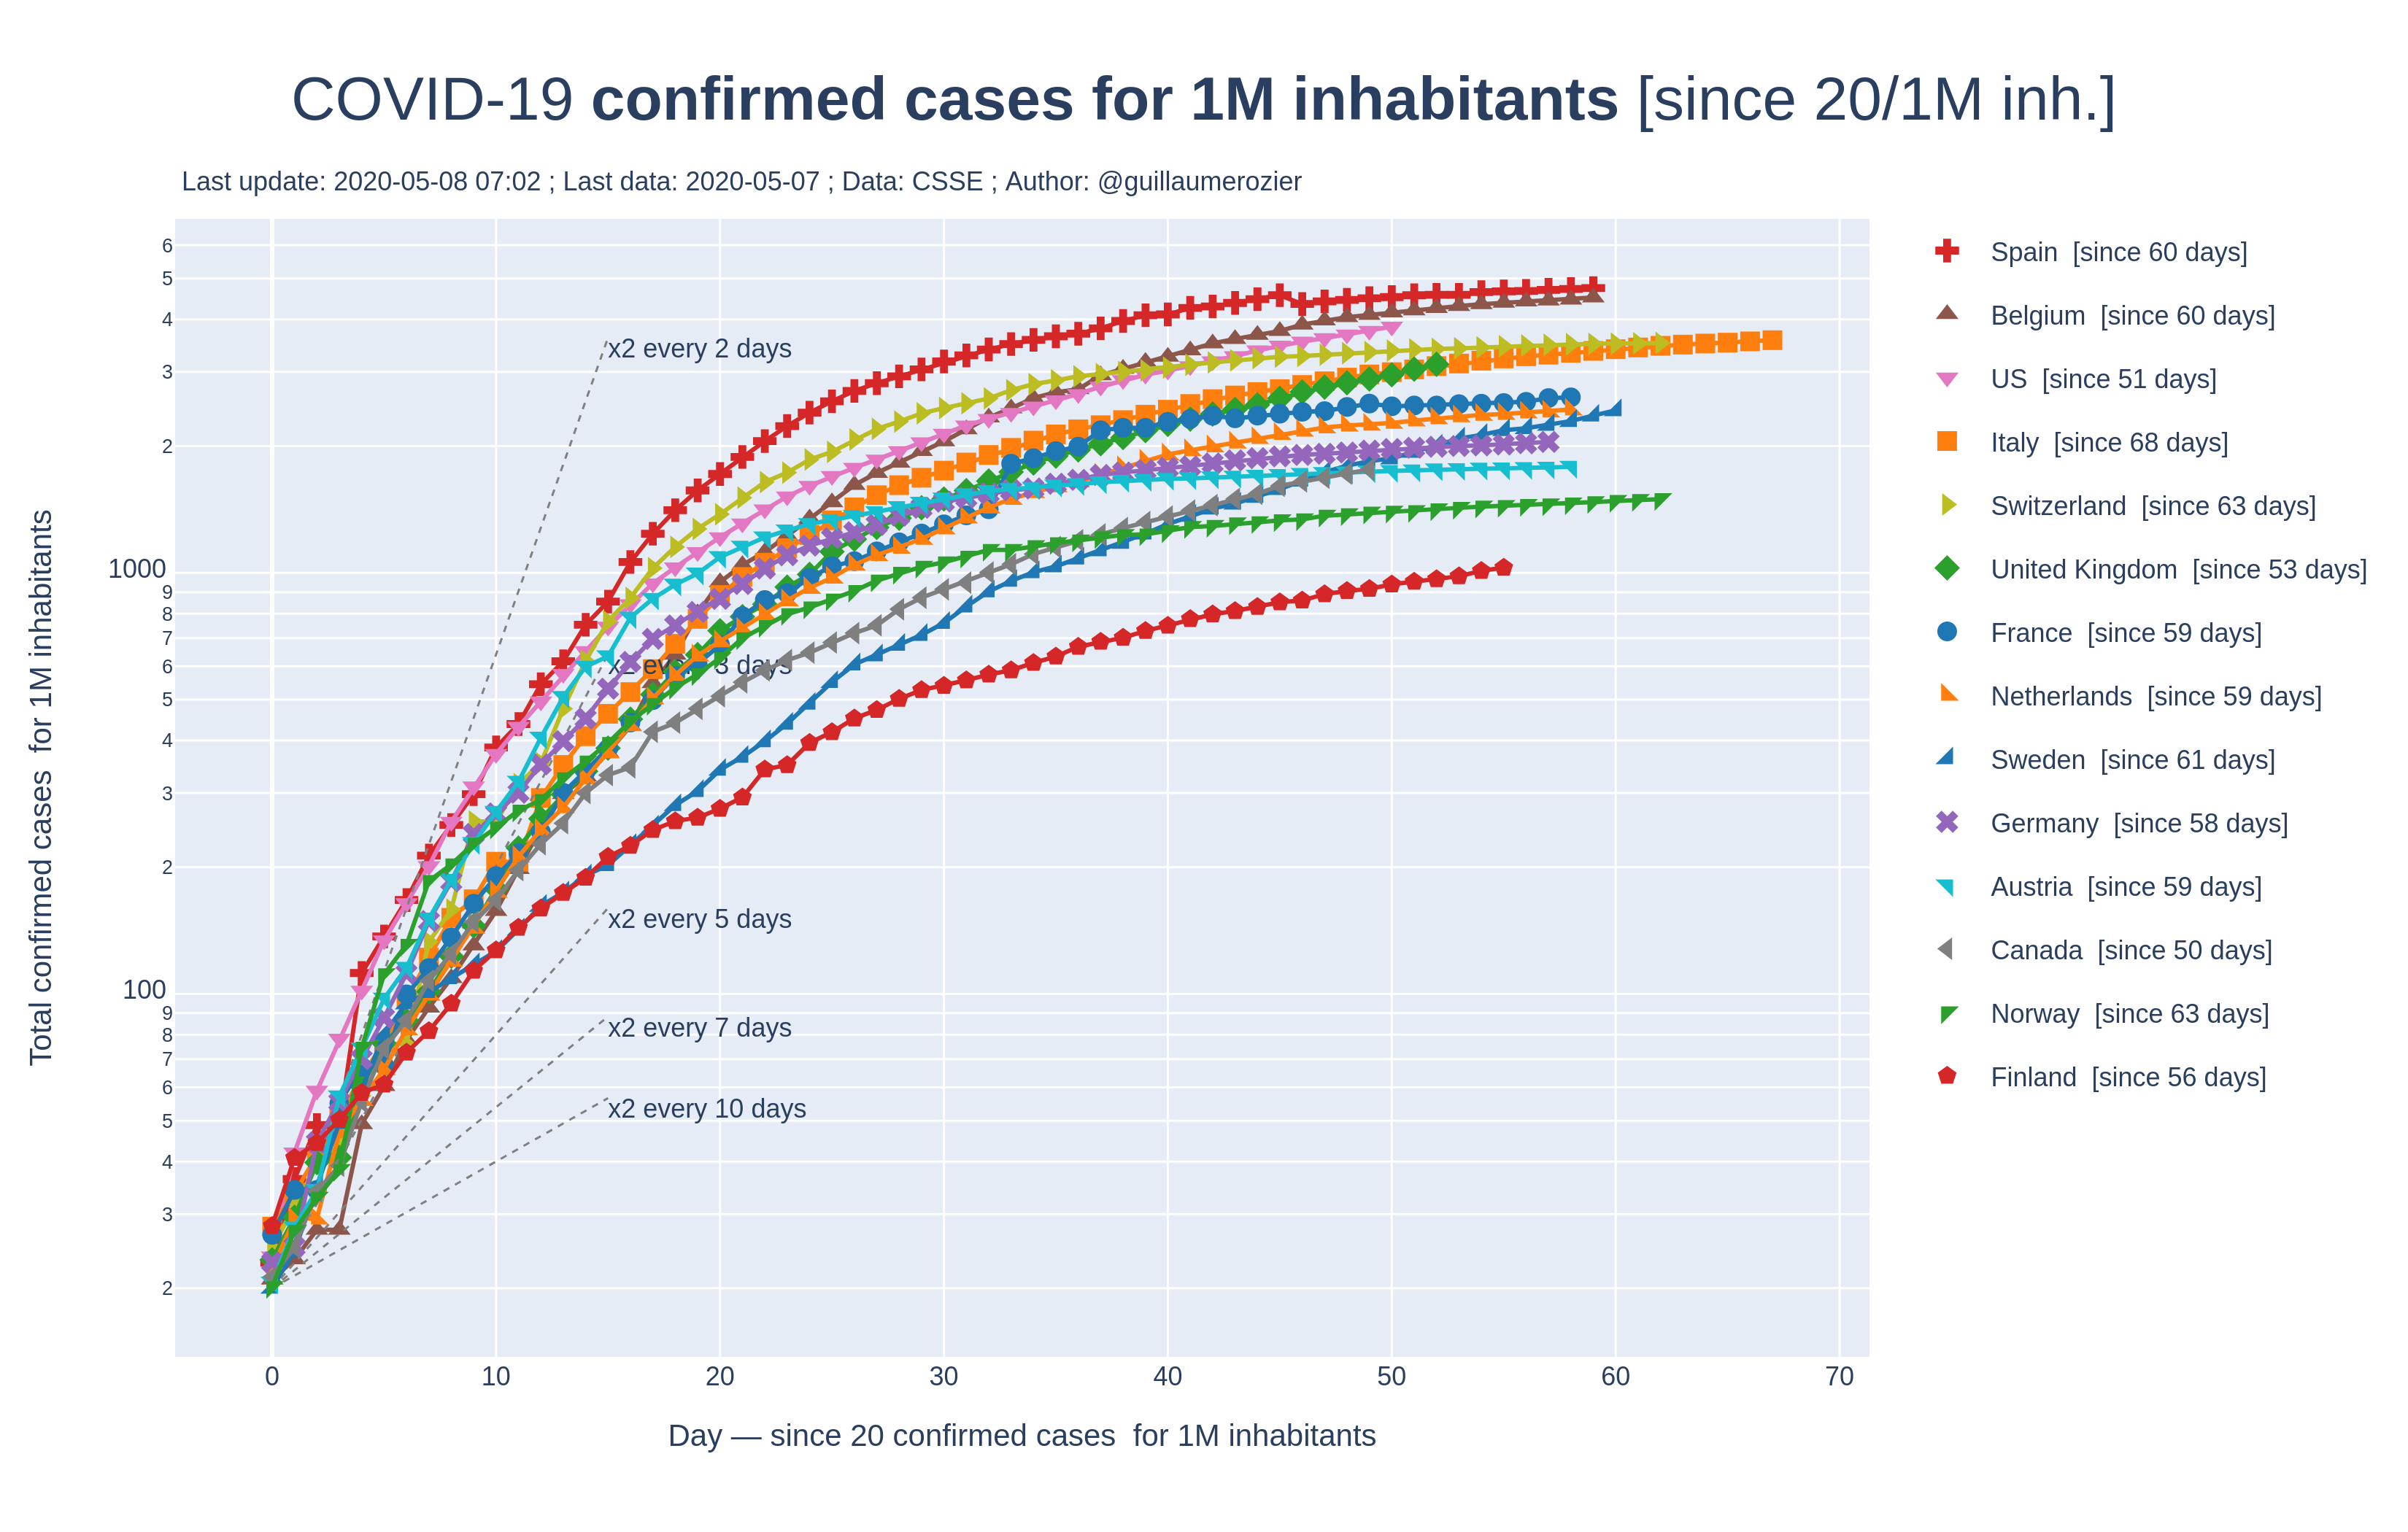 COVID-19 confirmed cases for 1M inhabitants [since 20/1M inh.]
Last update: 2020-05-08 07:02 ; Last data: 2020-05-07 ; Data: CSSE ; Author: @guillaumerozier
Total confirmed cases for 1M inhabitants
6
5
4
3
2
1000
9
8
7
6
5
4
3
2
100
9
8
7
6
5
4
3
2
x2 every 2 days
x2 every 3 days
x2 every 5 days
x2 every 7 days
x2 every 10 days
0 10 20 30 40 50 60 70
Day — since 20 confirmed cases for 1M inhabitants
Spain [since 60 days]
Belgium [since 60 days]
US [since 51 days]
Italy [since 68 days]
Switzerland [since 63 days]
United Kingdom [since 53 days]
France [since 59 days]
Netherlands [since 59 days]
Sweden [since 61 days]
Germany [since 58 days]
Austria [since 59 days]
Canada [since 50 days]
Norway [since 63 days]
Finland [since 56 days]